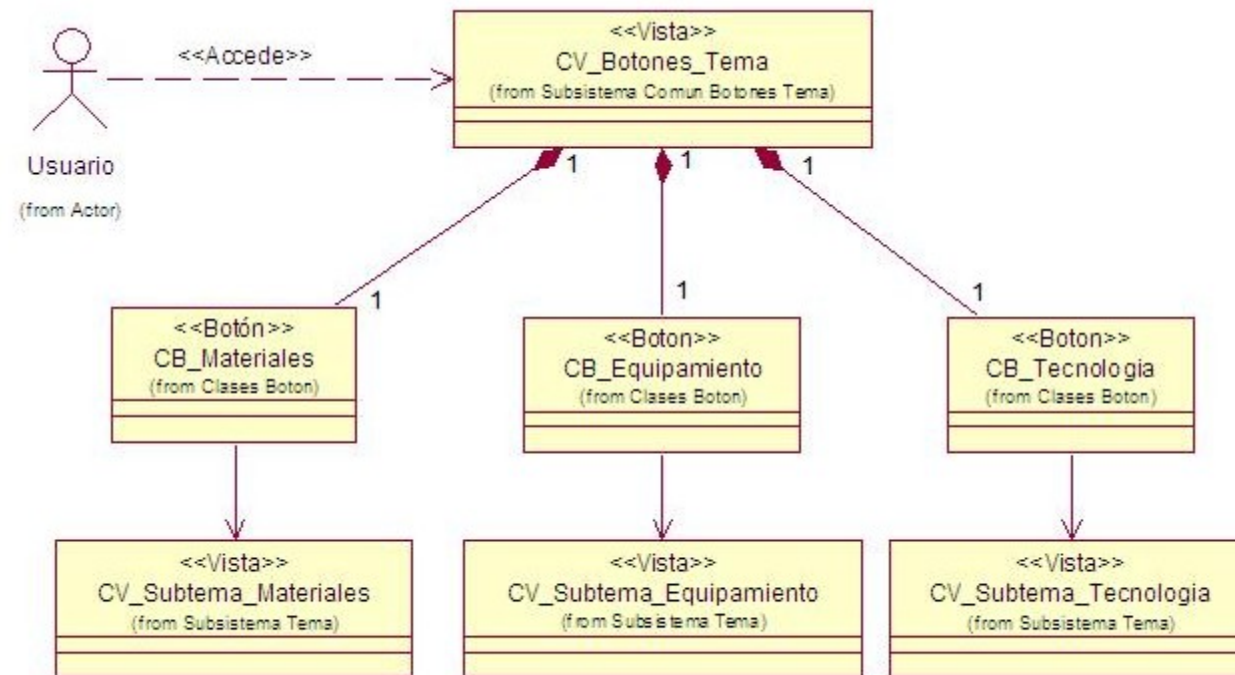 <<Accede>>
Usuario
(from Actor)
<<Vista>>
CV_Botones_Tema
(from Subsistema Comun Botones Tema)
1
1
1
1
1
1
<<Botón>>
CB_Materiales
(from Clases Boton)
<<Boton>>
CB_Equipamiento
(from Clases Boton)
<<Boton>>
CB_Tecnologia
(from Clases Boton)
<<Vista>>
CV_Subtema_Materiales
(from Subsistema Tema)
<<Vista>>
CV_Subtema_Equipamiento
(from Subsistema Tema)
<<Vista>>
CV_Subtema_Tecnologia
(from Subsistema Tema)